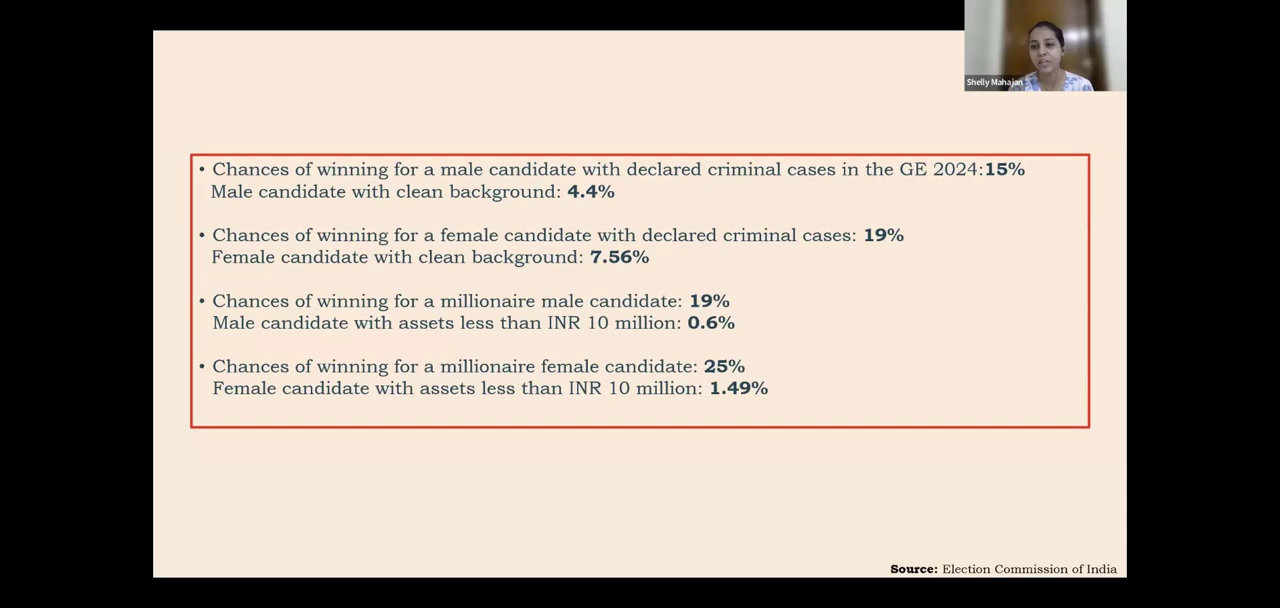 Shelly Mahajan
• Chances of winning for a male candidate with declared criminal cases in the GE 2024:15%
Male candidate with clean background: 4.4%
• Chances of winning for a female candidate with declared criminal cases: 19%
Female candidate with clean background: 7.56%
• Chances of winning for a millionaire male candidate: 19%
Male candidate with assets less than INR 10 million: 0.6%
• Chances of winning for a millionaire female candidate: 25%
Female candidate with assets less than INR 10 million: 1.49%
Source: Election Commission of India